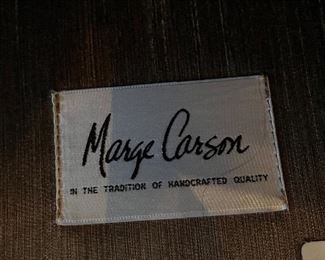 Marge Carson
IN THE TRADITION OF HANDCRAFTED QUALITY